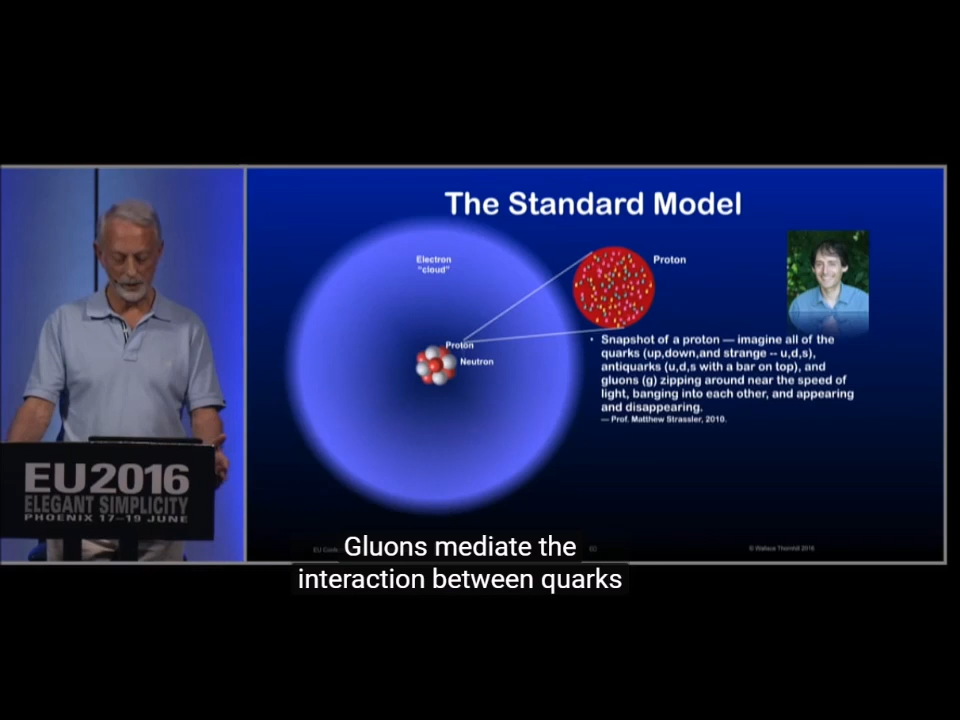 The Standard Model
Electron
"cloud"
Proton
Proton
Neutron
• Snapshot of a proton — imagine all of the
quarks (up,down,and strange -- u,d,s),
antiquarks (u,d,s with a bar on top), and
gluons (g) zipping around near the speed of
light, banging into each other, and appearing
and disappearing.
— Prof. Matthew Strassler, 2010.
EU2016
ELEGANT SIMPLICITY
PHOENIX 17–19 JUNE
EU
60
© Wallace Thornhill 2016
Gluons mediate the
interaction between quarks